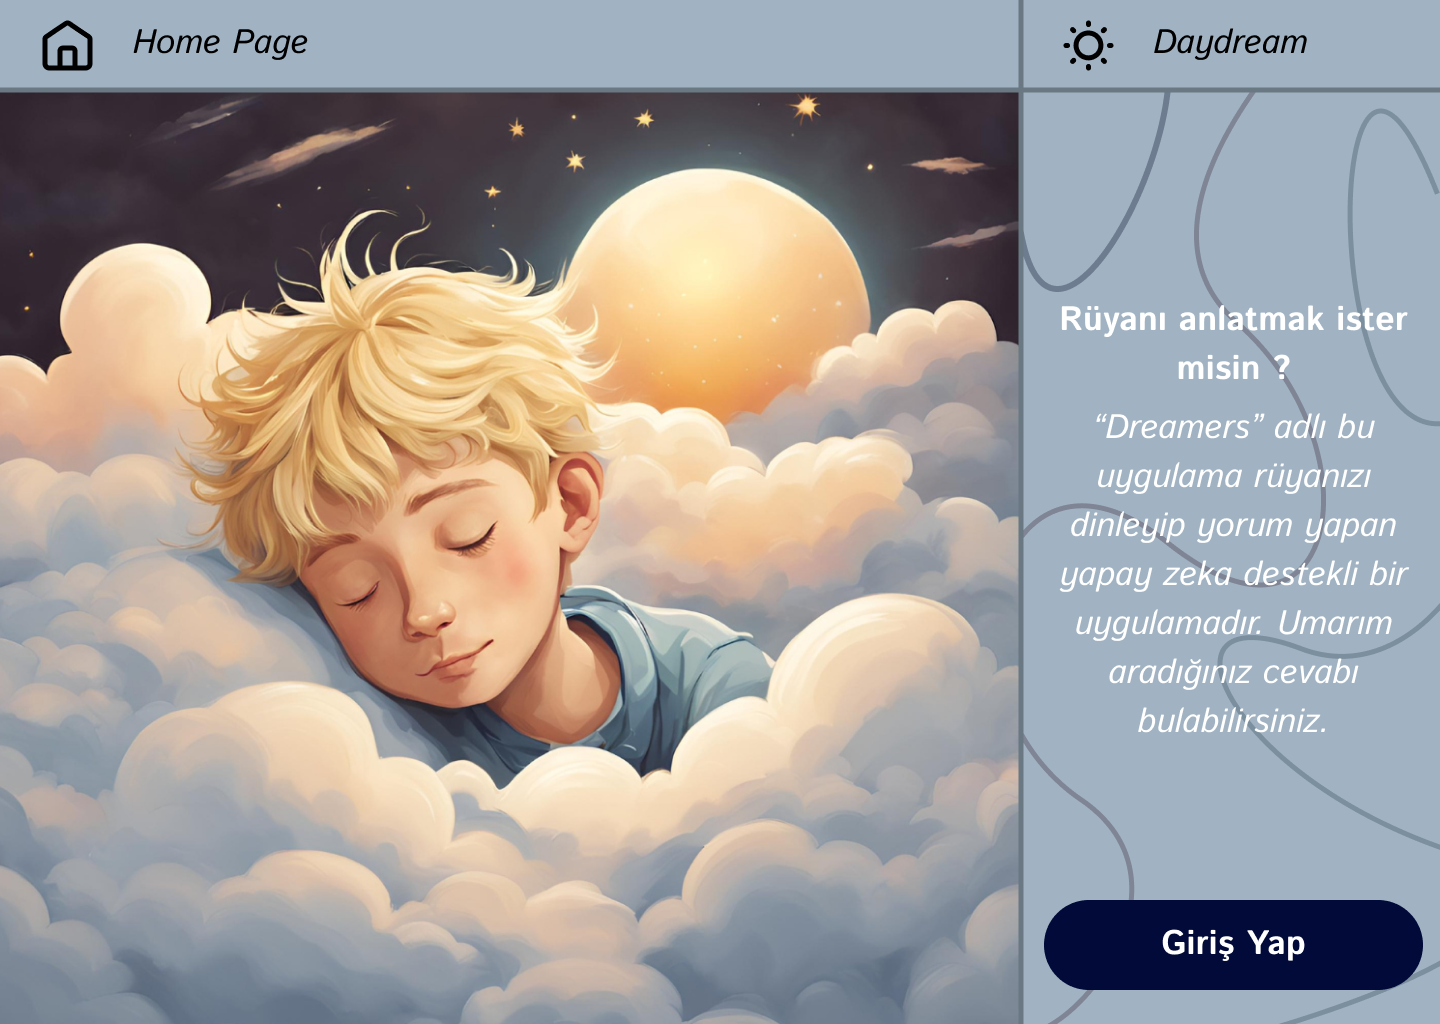 Home Page
Daydream
Rüyanı anlatmak ister
misin ?
“Dreamers” adlı bu
uygulama rüyanızı
dinleyip yorum yapan
yapay zeka destekli bir
uygulamadır. Umarım
aradığınız cevabı
bulabilirsiniz.
Giriş Yap